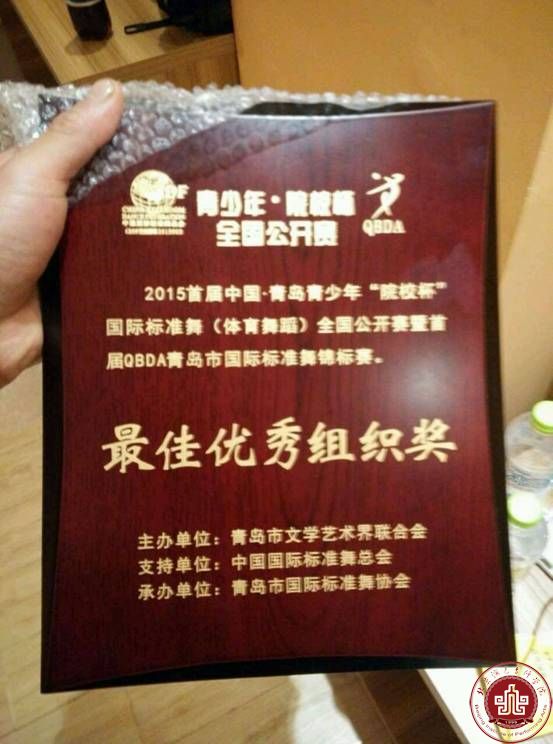 青少年·院校杯
全国公开赛
QBDA
2015首届中国·青岛青少年“院校杯”
国际标准舞（体育舞蹈）全国公开赛暨首
届QBDA青岛市国际标准舞锦标赛。
最佳优秀组织奖
主办单位：青岛市文学艺术界联合会
支持单位：中国国际标准舞总会
承办单位：青岛市国际标准舞协会